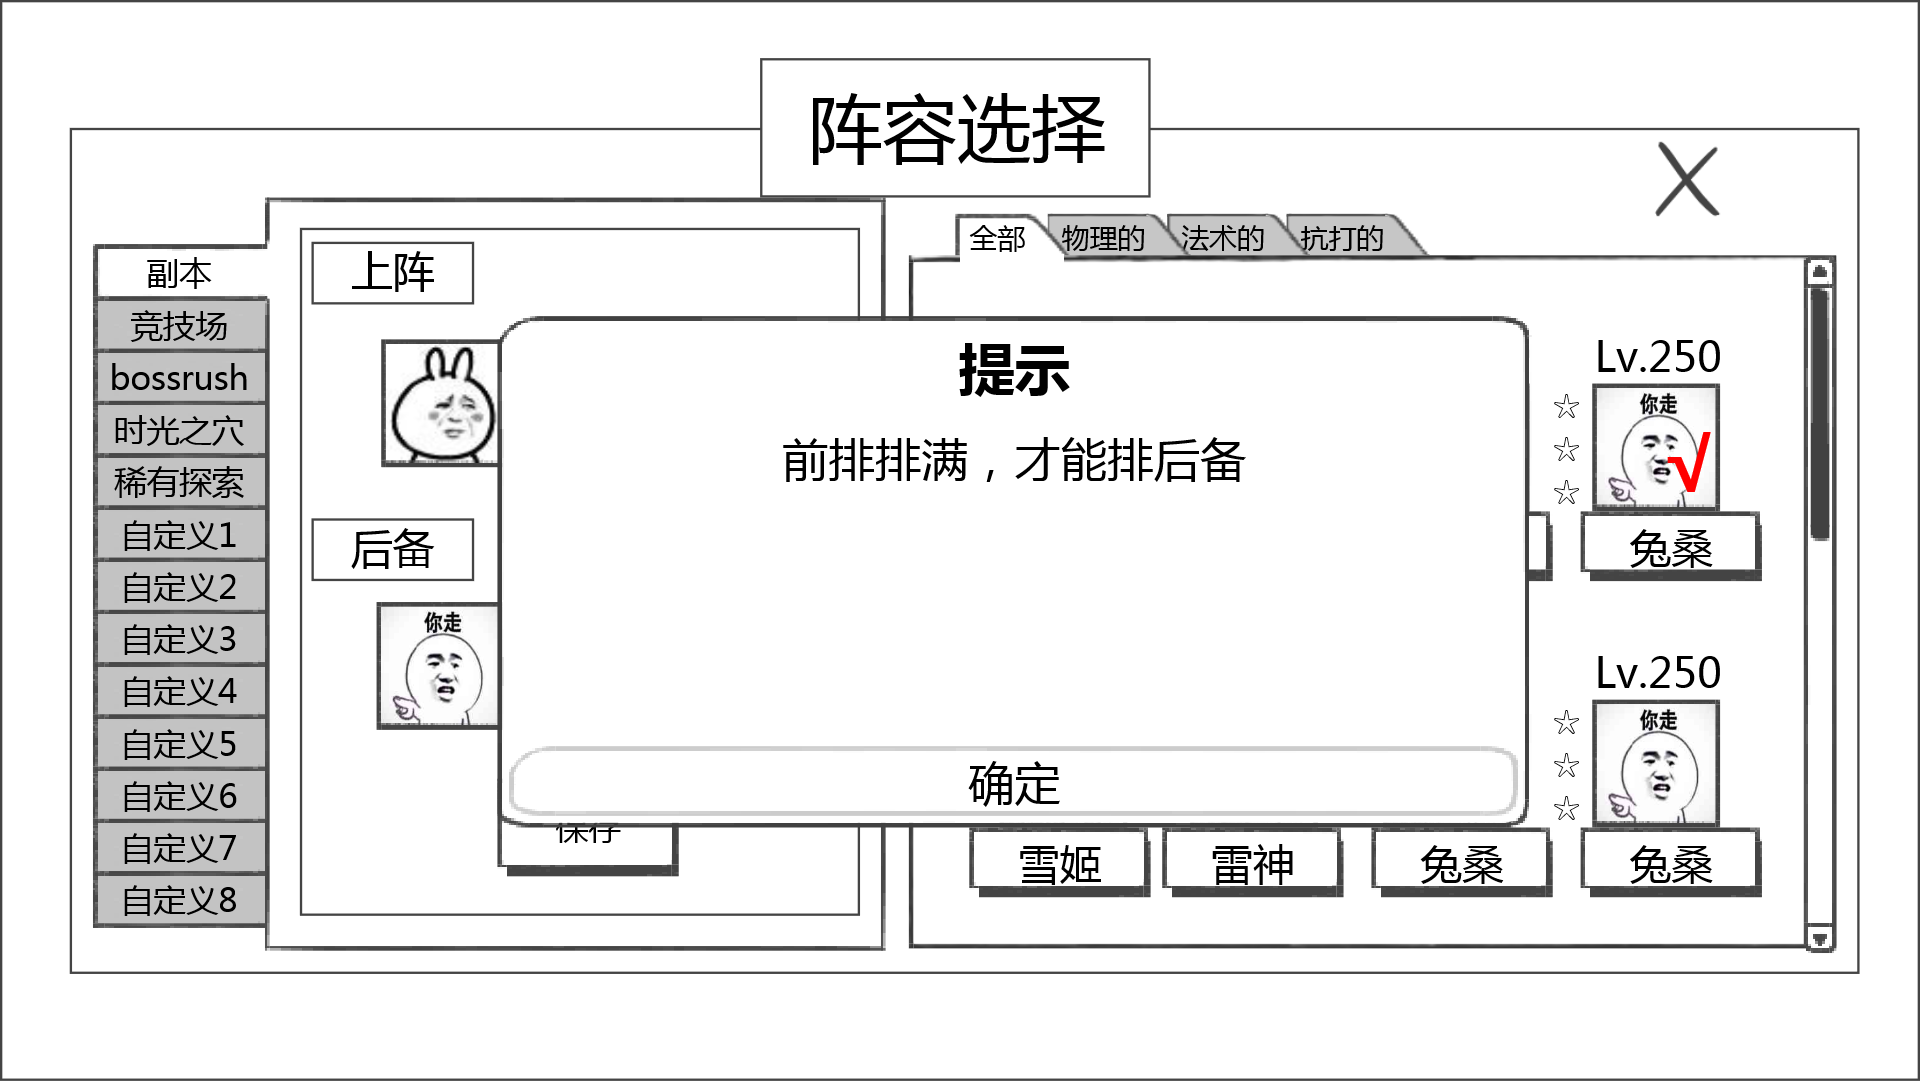 阵容选择
全部
物理的
法术的
抗打的
副本
竞技场
bossrush
时光之穴
稀有探索
自定义1
自定义2
自定义3
自定义4
自定义5
自定义6
自定义7
自定义8
上阵
后备
你走
保存
提示
前排排满，才能排后备
确定
Lv.250
☆
☆
☆
你走
√
兔桑
Lv.250
☆
☆
☆
你走
雪姬
雷神
兔桑
兔桑